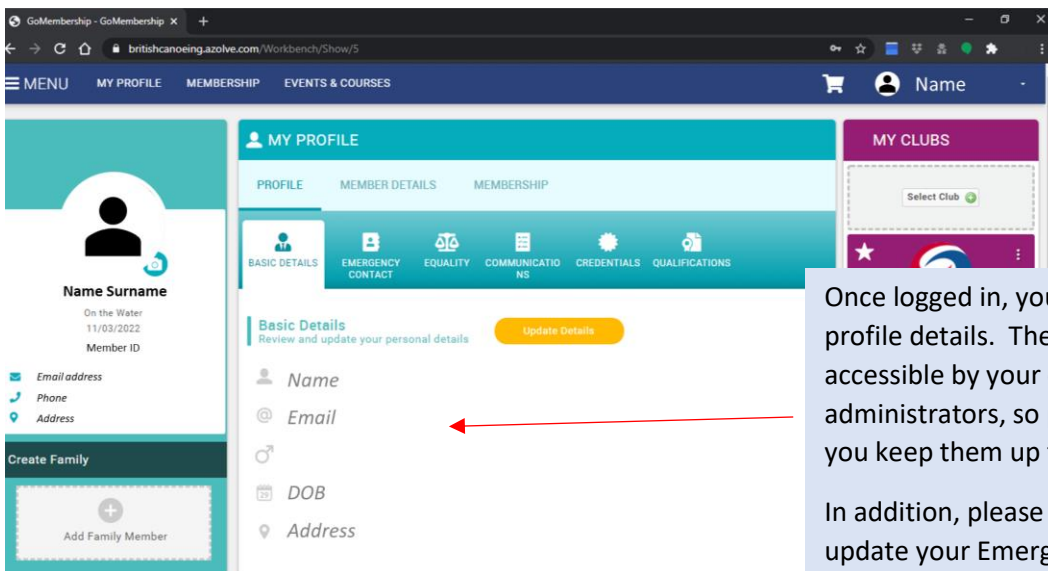 GoMembership - GoMembership
britishcanoeing.azolve.com/Workbench/Show/5
MENU MY PROFILE MEMBERSHIP EVENTS & COURSES Name
Name Surname
On the Water
11/03/2022
Member ID
Email address
Phone
Address
Create Family
Add Family Member
MY PROFILE
PROFILE MEMBER DETAILS MEMBERSHIP
BASIC DETAILS
EMERGENCY
CONTACT
EQUALITY
COMMUNICATIO
NS
CREDENTIALS
QUALIFICATIONS
Basic Details
Review and update your personal details
Update Details
Name
Email
29 DOB
Address
MY CLUBS
Select Club
Once logged in, you
profile details. The
accessible by your
administrators, so
you keep them up
In addition, please
update your Emerg